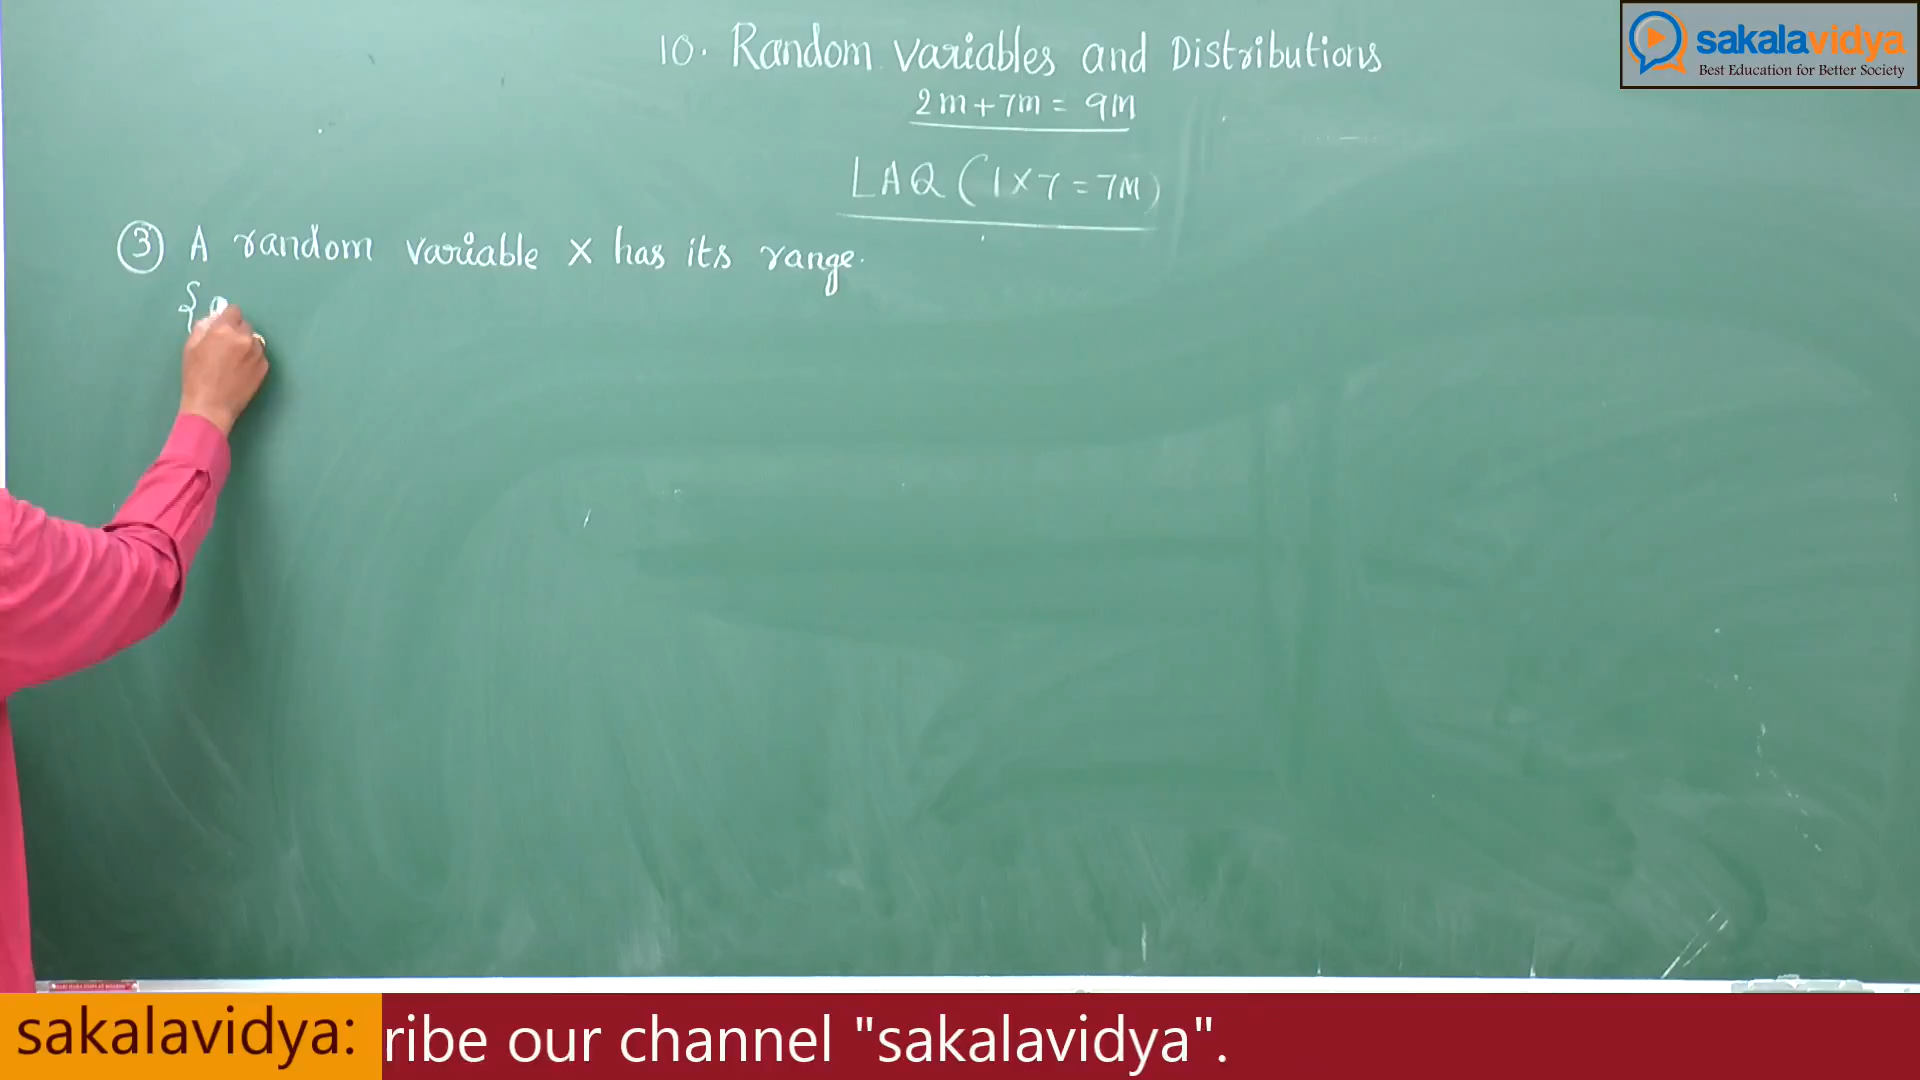 10. Random variables and Distributions
sakalavidya
Best Education for Better Society
2m+7m = 9M
LAQ (1×7=7M)
③ A random variable X has its range.
{
sakalavidya: ribe our channel "sakalavidya".